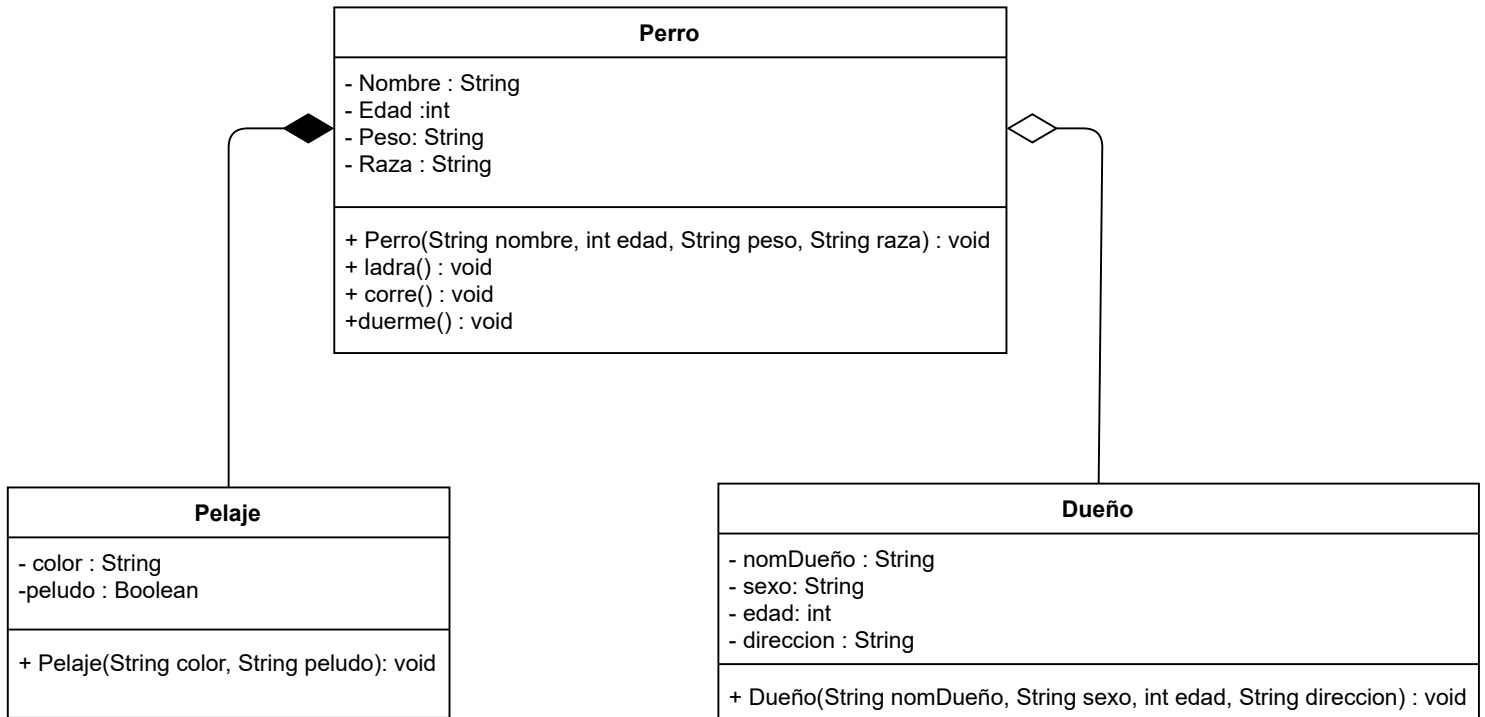 Perro
- Nombre : String
- Edad :int
- Peso: String
- Raza : String
+ Perro(String nombre, int edad, String peso, String raza) : void
+ ladra() : void
+ corre() : void
+duerme() : void
Pelaje
- color : String
-peludo : Boolean
+ Pelaje(String color, String peludo): void
Dueño
- nomDueño : String
- sexo: String
- edad: int
- direccion : String
+ Dueño(String nomDueño, String sexo, int edad, String direccion) : void